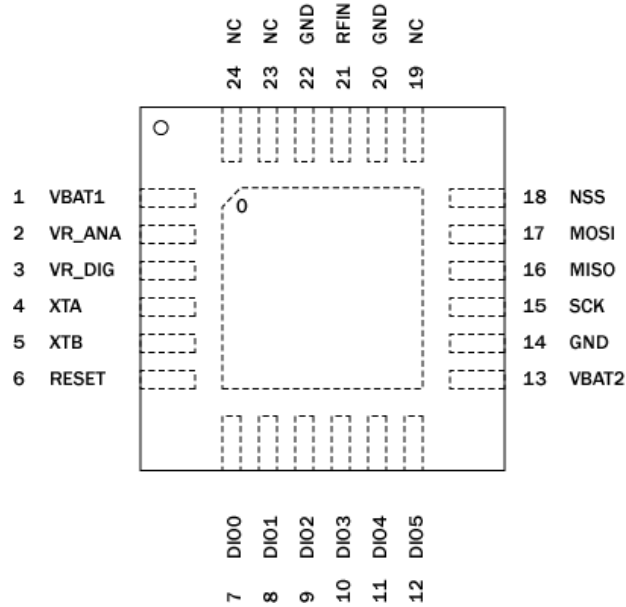 24 NC
23 NC
22 GND
21 RFIN
20 GND
19 NC
1 VBAT1
2 VR_ANA
3 VR_DIG
4 XTA
5 XTB
6 RESET
0
18 NSS
17 MOSI
16 MISO
15 SCK
14 GND
13 VBAT2
7 DIO0
8 DIO1
9 DIO2
10 DIO3
11 DIO4
12 DIO5